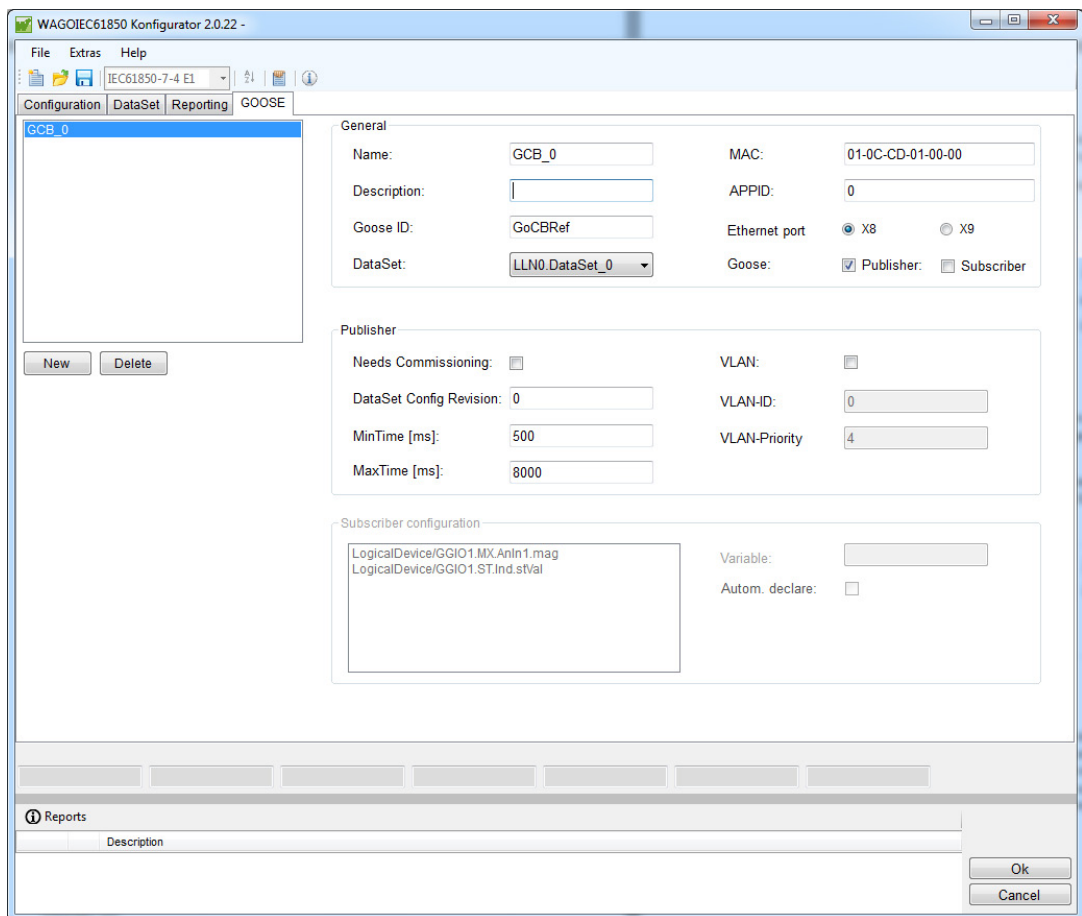 WAGOIEC61850 Konfigurator 2.0.22 -
File Extras Help
IEC61850-7-4 E1
Configuration DataSet Reporting GOOSE
GCB_0
New Delete
General
Name: GCB_0 MAC: 01-0C-CD-01-00-00
Description: APPID: 0
Goose ID: GoCBRef Ethernet port X8 X9
DataSet: LLN0.DataSet_0 Goose: Publisher: Subscriber
Publisher
Needs Commissioning: VLAN:
DataSet Config Revision: 0 VLAN-ID: 0
MinTime [ms]: 500 VLAN-Priority 4
MaxTime [ms]: 8000
Subscriber configuration
LogicalDevice/GGIO1.MX.AnIn1.mag Variable:
LogicalDevice/GGIO1.ST.Ind.stVal Autom. declare:
Reports
Description
Ok
Cancel